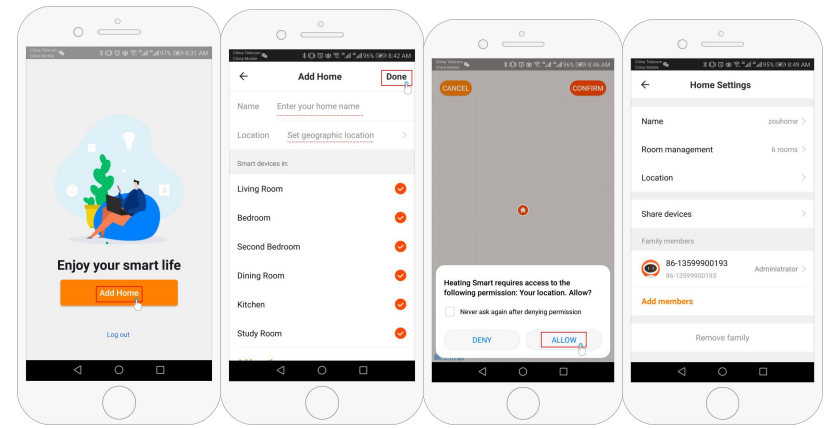 China Telecom
China Mobile
97% 8:31 AM
Enjoy your smart life
Add Home
Log out
China Telecom
China Mobile
96% 8:42 AM
Add Home
Done
Name Enter your home name
Location Set geographic location
Smart devices in:
Living Room
Bedroom
Second Bedroom
Dining Room
Kitchen
Study Room
China Telecom
China Mobile
96% 8:46 AM
CANCEL
CONFIRM
Heating Smart requires access to the
following permission: Your location. Allow?
Never ask again after denying permission
DENY
ALLOW
China Telecom
China Mobile
95% 8:49 AM
Home Settings
Name zouhome
Room management 6 rooms
Location
Share devices
Family members
86-13599900193
86-13599900193
Administrator
Add members
Remove family